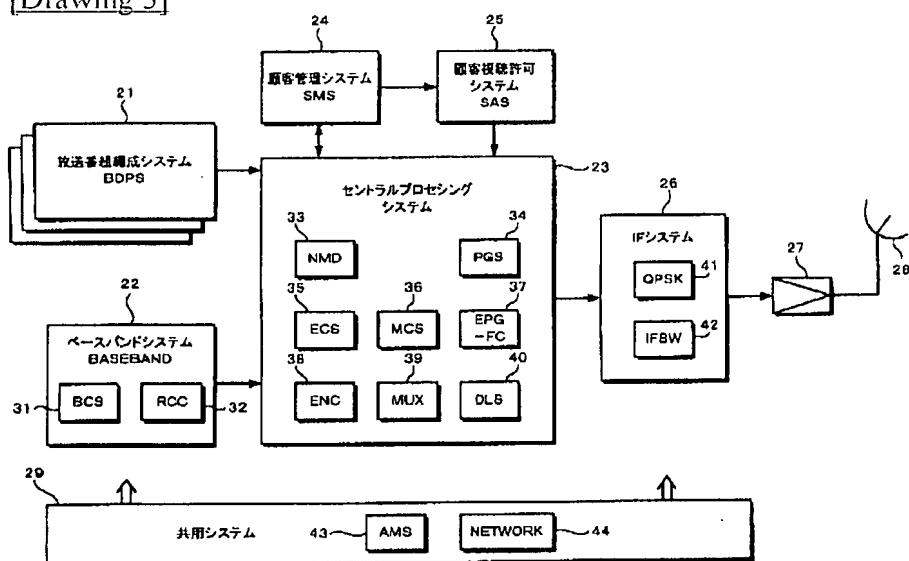 [Drawing 3]
24
25
顧客管理システム
SMS
顧客視聴許可
システム
SAS
21
放送番組編成システム
BDPS
23
セントラルプロセシング
システム
33
NMD
34
PGS
35
ECS
36
MCS
37
EPG
-FC
38
ENC
39
MUX
40
DLS
26
IFシステム
QPSK
41
IFSW
42
27
28
22
ベースバンドシステム
BASEBAND
31
BCS
RCC
32
29
共用システム
43
AMS
NETWORK
44